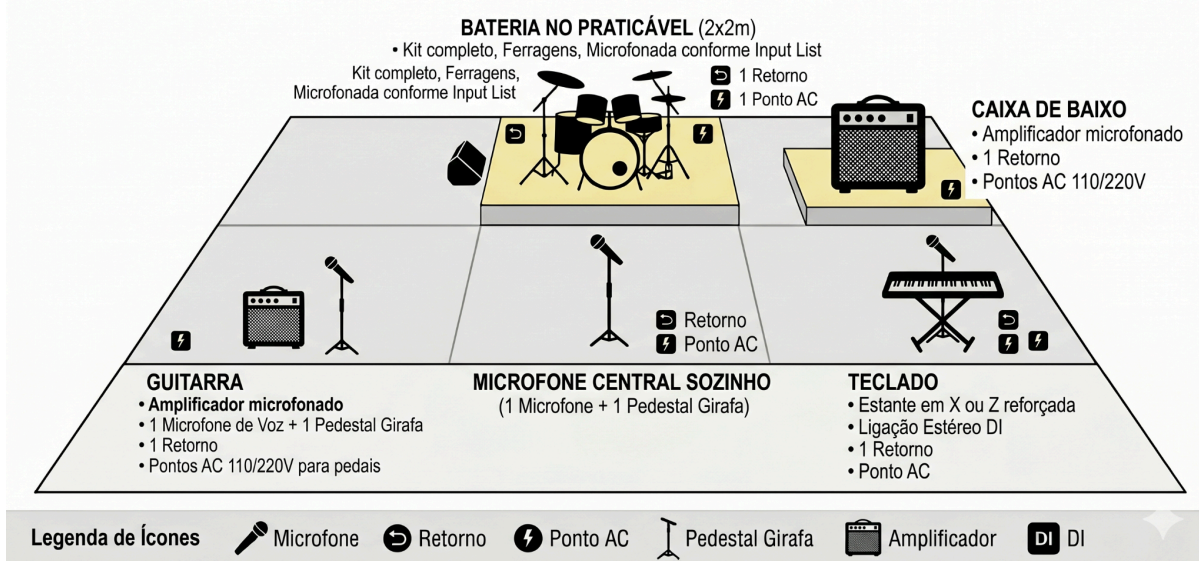 BATERIA NO PRATICÁVEL (2x2m)
• Kit completo, Ferragens, Microfonada conforme Input List
Kit completo, Ferragens,
Microfonada conforme Input List
1 Retorno
1 Ponto AC
CAIXA DE BAIXO
• Amplificador microfonado
• 1 Retorno
• Pontos AC 110/220V
Retorno
Ponto AC
GUITARRA
• Amplificador microfonado
• 1 Microfone de Voz + 1 Pedestal Girafa
• 1 Retorno
• Pontos AC 110/220V para pedais
MICROFONE CENTRAL SOZINHO
(1 Microfone + 1 Pedestal Girafa)
TECLADO
• Estante em X ou Z reforçada
• Ligação Estéreo DI
• 1 Retorno
• Ponto AC
Legenda de Ícones Microfone Retorno Ponto AC Pedestal Girafa Amplificador DI DI